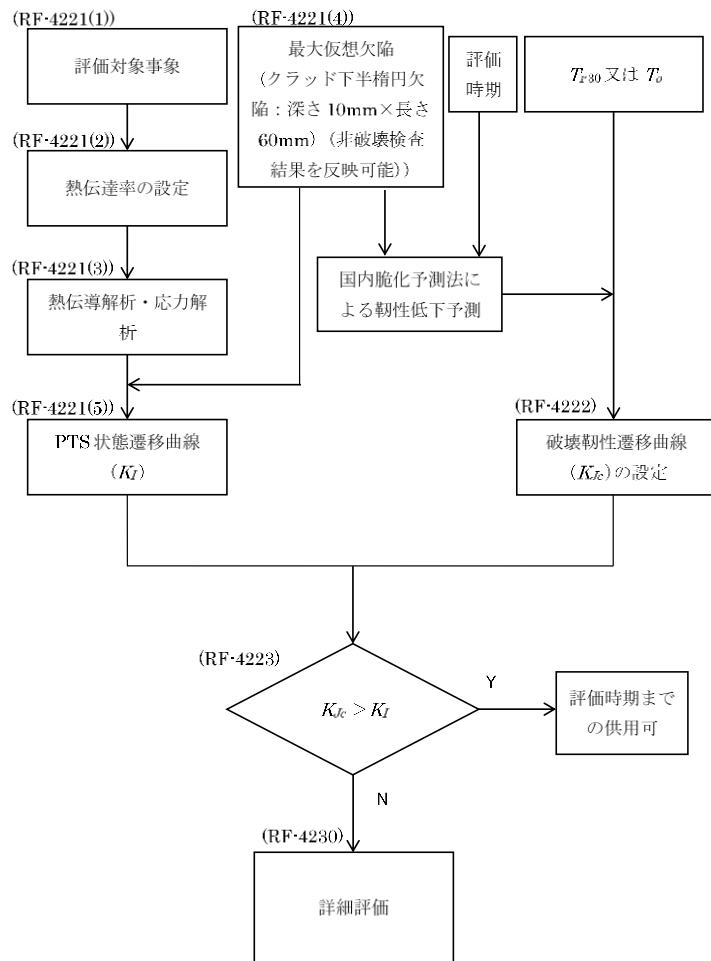 (RF-4221(1))
評価対象事象
(RF-4221(2))
熱伝達率の設定
(RF-4221(3))
熱伝導解析・応力解
析
(RF-4221(4))
最大仮想欠陥
(クラッド下半楕円欠
陥：深さ 10mm×長さ
60mm) (非破壊検査
結果を反映可能))
評価
時期
Tr30 又は To
国内脆化予測法に
よる靭性低下予測
(RF-4221(5))
PTS 状態遷移曲線
(KI)
(RF-4222)
破壊靭性遷移曲線
(KJc) の設定
(RF-4223)
KJc > KI
Y
評価時期まで
の供用可
N
(RF-4230)
詳細評価